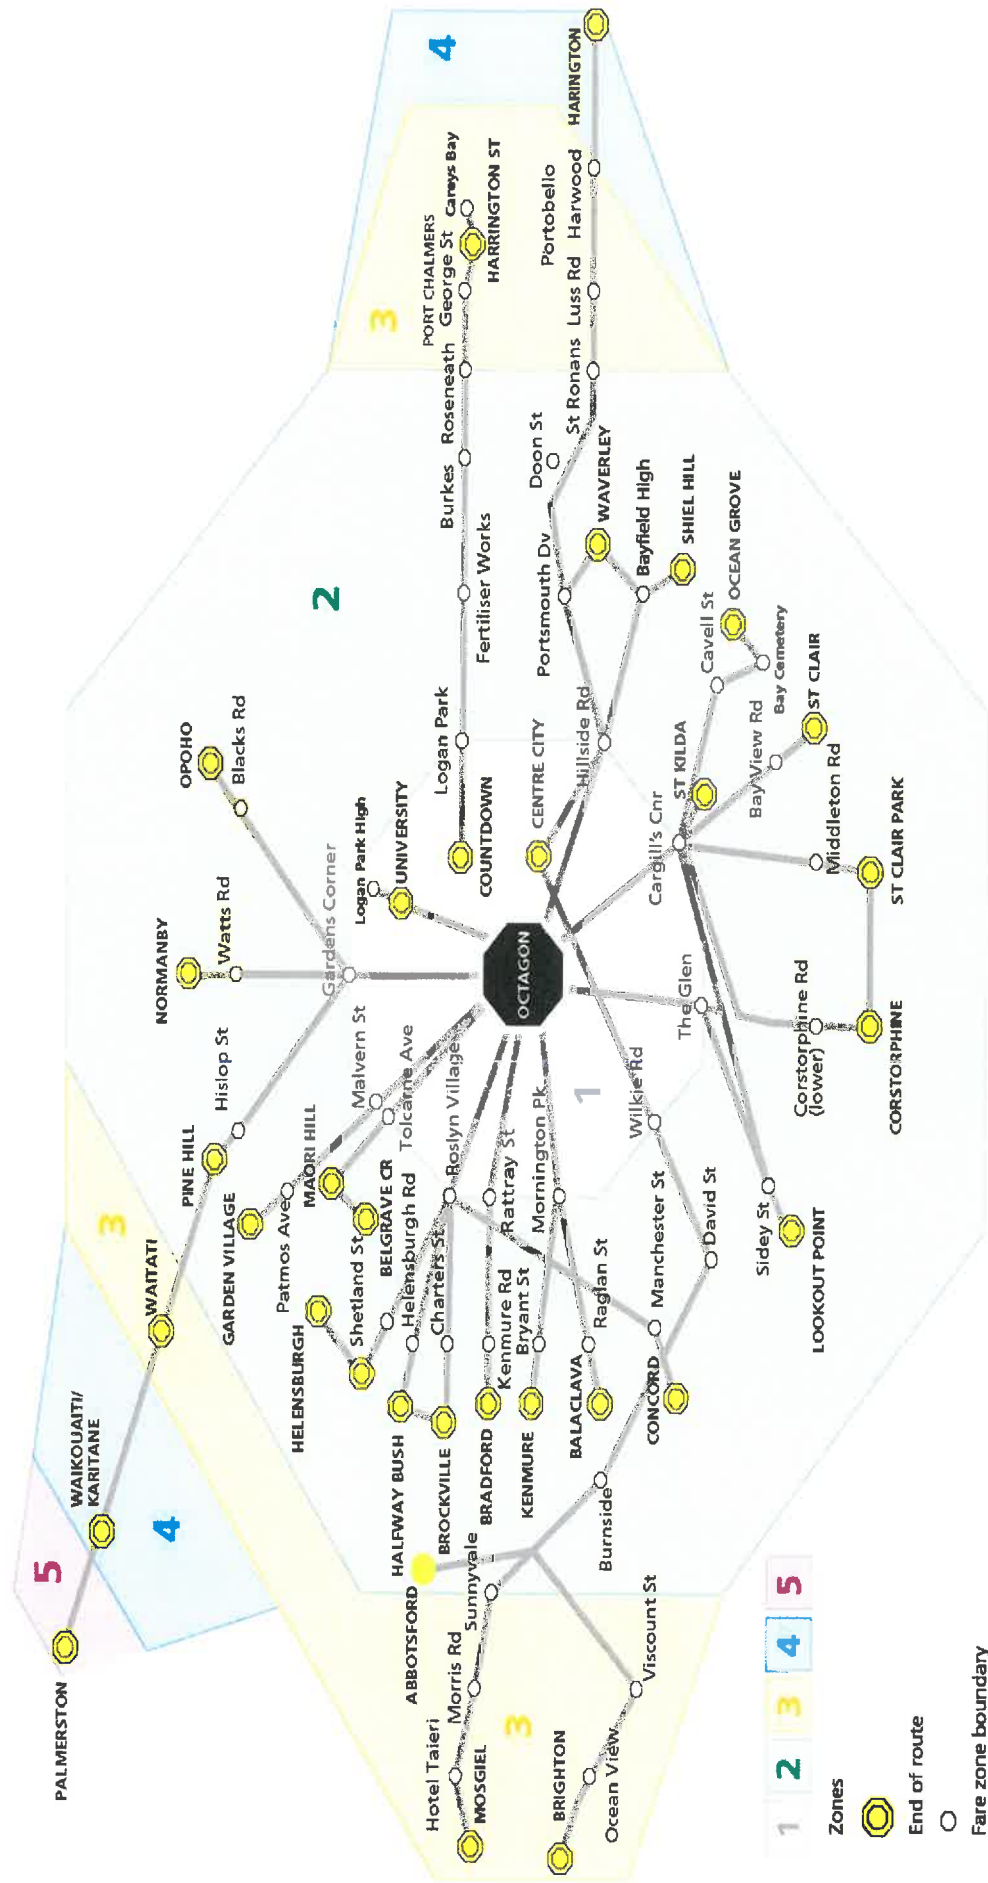 PALMERSTON
5
WAIKOUAITI/
KARITANE
4
WAITATI
3
PINE HILL
Hislop St
NORMANBY
Watts Rd
OPOHO
Blacks Rd
Gardens Corner
GARDEN VILLAGE
Patmos Ave
MAORI HILL
Malvern St
Tolcarne Ave
BELGRAVE CR
HELENSBURGH
Shetland St
Helensburgh Rd
HALFWAY BUSH
Charters St
BROCKVILLE
Roslyn Village
BRADFORD
Kenmure Rd
Rattray St
KENMURE
Bryant St
Mornington Pk
BALACLAVA
Raglan St
CONCORD
Manchester St
David St
Wilkie Rd
Burnside
ABBOTSFORD
Sunnyvale
Morris Rd
Hotel Taieri
MOSGIEL
3
BRIGHTON
Ocean View
Viscount St
OCTAGON
1
2
Logan Park High
UNIVERSITY
COUNTDOWN
Logan Park
Fertiliser Works
Burkes
Roseneath
PORT CHALMERS
George St
Careys Bay
HARRINGTON ST
3
4
CENTRE CITY
Hillside Rd
Portsmouth Dv
Doon St
St Ronans
Luss Rd
Portobello
Harwood
HARINGTON
WAVERLEY
Bayfield High
SHIEL HILL
OCEAN GROVE
Cavell St
Bay Cemetery
ST KILDA
Cargill's Cnr
Bay View Rd
ST CLAIR
Middleton Rd
ST CLAIR PARK
The Glen
Corstorphine Rd
(lower)
CORSTORPHINE
Sidey St
LOOKOUT POINT
1 2 3 4 5
Zones
End of route
Fare zone boundary